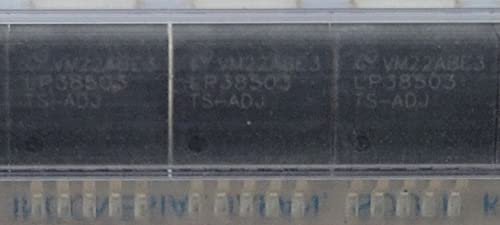 VM22ABE3 VM22ABE3 VM22ABE3
LP38503 LP38503 LP38503
TS-ADJ TS-ADJ TS-ADJ